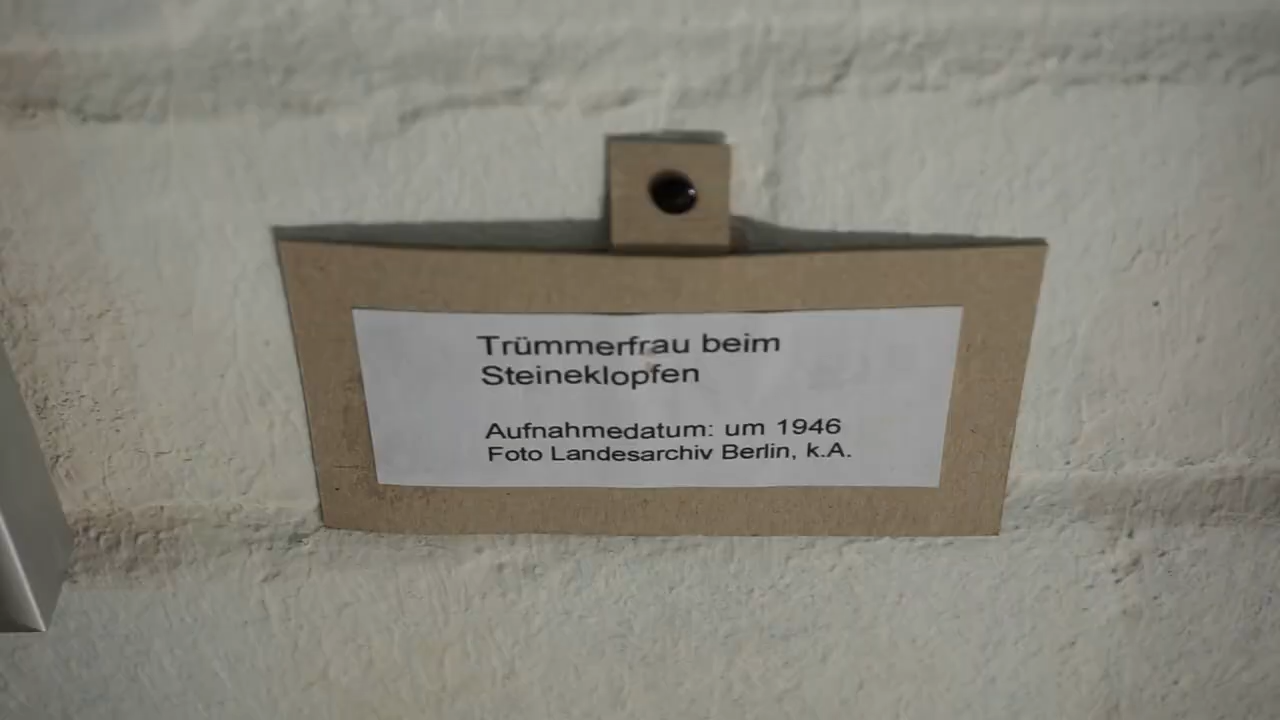 Trümmerfrau beim
Steineklopfen
Aufnahmedatum: um 1946
Foto Landesarchiv Berlin, k.A.